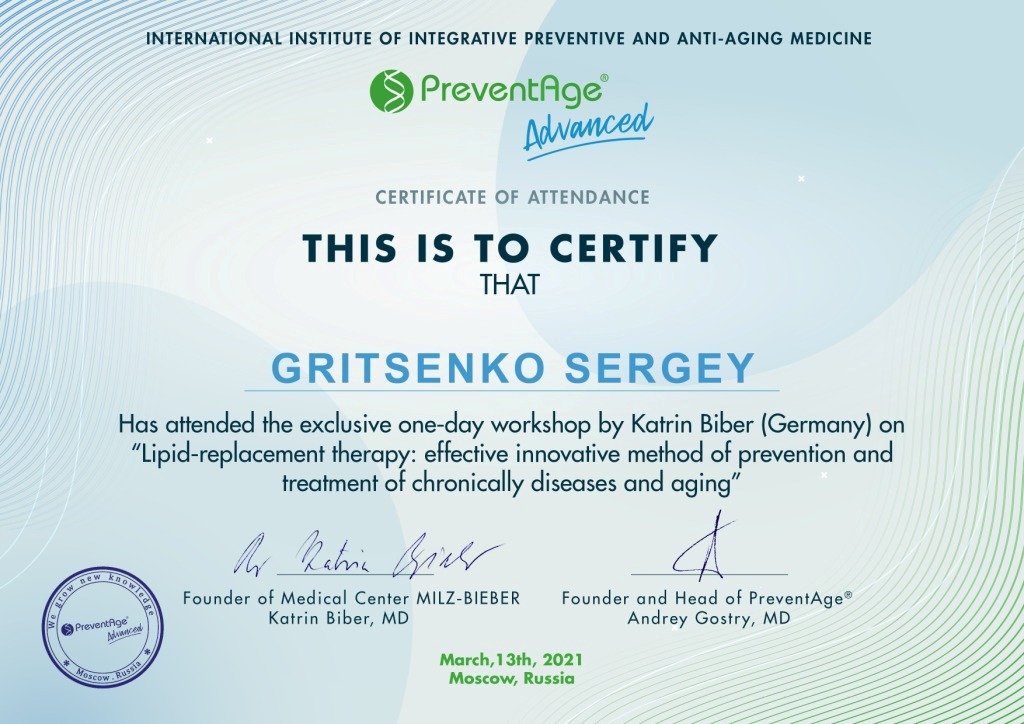 INTERNATIONAL INSTITUTE OF INTEGRATIVE PREVENTIVE AND ANTI-AGING MEDICINE
PreventAge®
Advanced
CERTIFICATE OF ATTENDANCE
THIS IS TO CERTIFY
THAT
GRITSENKO SERGEY
Has attended the exclusive one-day workshop by Katrin Biber (Germany) on
“Lipid-replacement therapy: effective innovative method of prevention and
treatment of chronically diseases and aging”
Dr Katrin Bieber
Founder of Medical Center MILZ-BIEBER
Katrin Biber, MD
Founder and Head of PreventAge®
Andrey Gostry, MD
We grow new knowledge
PreventAge®
Advanced
Moscow. Russia
March,13th, 2021
Moscow, Russia